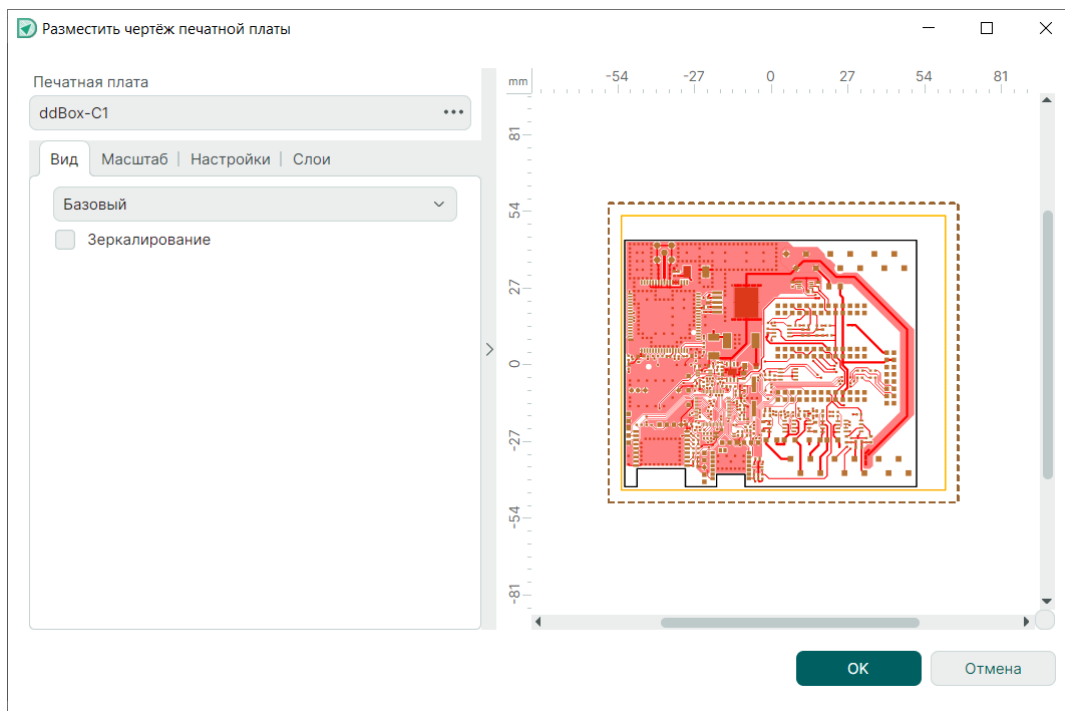 Разместить чертёж печатной платы
Печатная плата
ddBox-C1
Вид Масштаб | Настройки | Слои
Базовый
Зеркалирование
mm
-54 -27 0 27 54 81
81
54
27
0
-27
-54
-81
OK Отмена